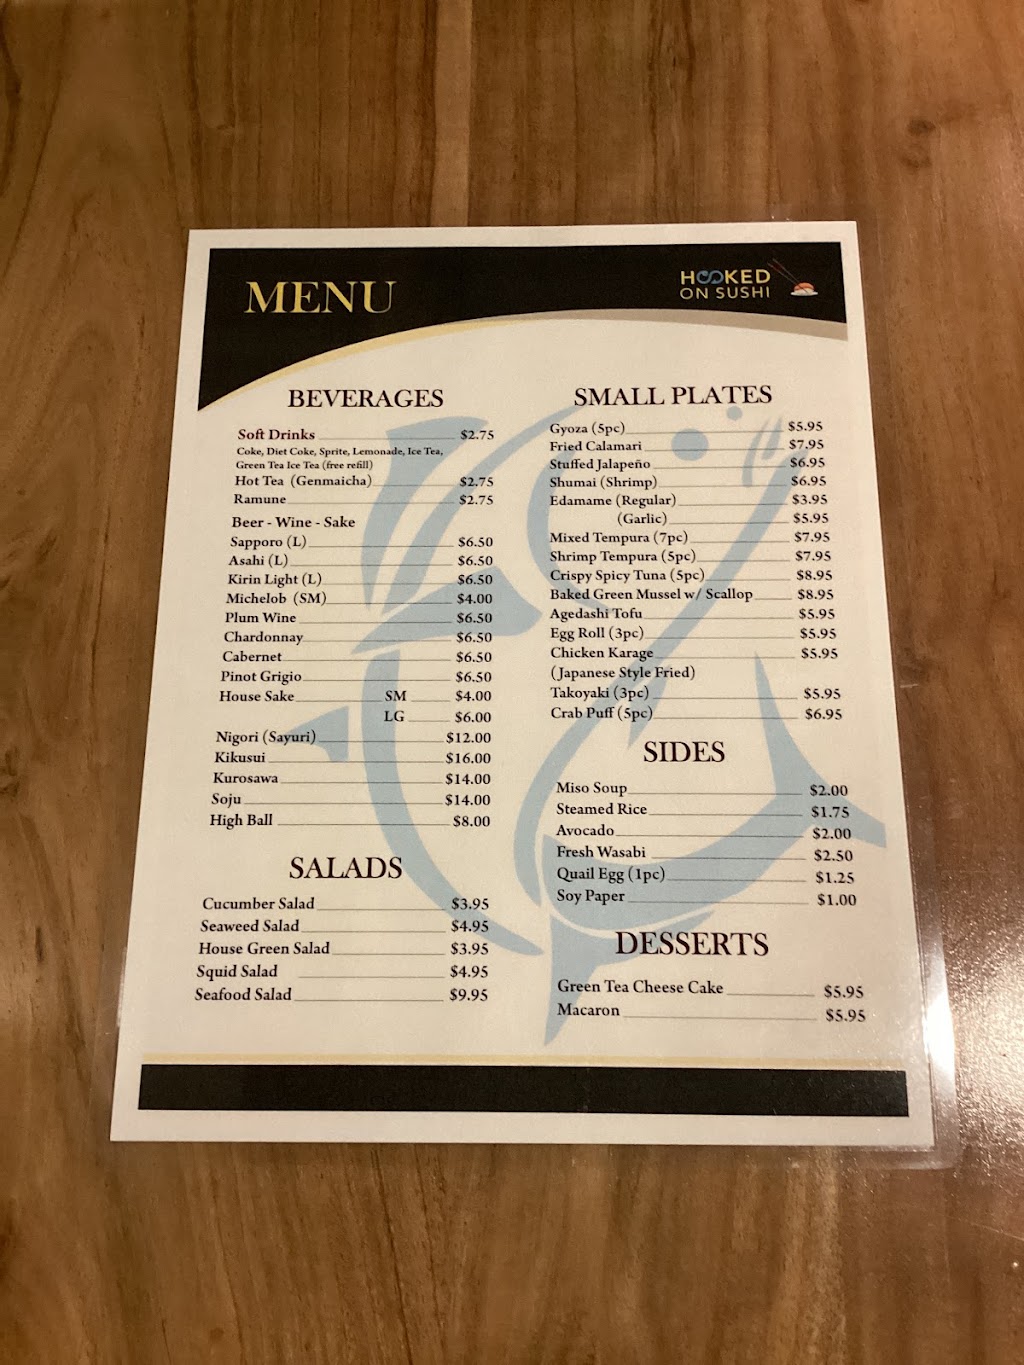 MENU
HOOKED
ON SUSHI
BEVERAGES
Soft Drinks $2.75
Coke, Diet Coke, Sprite, Lemonade, Ice Tea,
Green Tea Ice Tea (free refill)
Hot Tea (Genmaicha) $2.75
Ramune $2.75
Beer - Wine - Sake
Sapporo (L) $6.50
Asahi (L) $6.50
Kirin Light (L) $6.50
Michelob (SM) $4.00
Plum Wine $6.50
Chardonnay $6.50
Cabernet $6.50
Pinot Grigio $6.50
House Sake SM $4.00
LG $6.00
Nigori (Sayuri) $12.00
Kikusui $16.00
Kurosawa $14.00
Soju $14.00
High Ball $8.00
SALADS
Cucumber Salad $3.95
Seaweed Salad $4.95
House Green Salad $3.95
Squid Salad $4.95
Seafood Salad $9.95
SMALL PLATES
Gyoza (5pc) $5.95
Fried Calamari $7.95
Stuffed Jalapeño $6.95
Shumai (Shrimp) $6.95
Edamame (Regular) $3.95
(Garlic) $5.95
Mixed Tempura (7pc) $7.95
Shrimp Tempura (5pc) $7.95
Crispy Spicy Tuna (5pc) $8.95
Baked Green Mussel w/ Scallop $8.95
Agedashi Tofu $5.95
Egg Roll (3pc) $5.95
Chicken Karage $5.95
(Japanese Style Fried)
Takoyaki (3pc) $5.95
Crab Puff (5pc) $6.95
SIDES
Miso Soup $2.00
Steamed Rice $1.75
Avocado $2.00
Fresh Wasabi $2.50
Quail Egg (1pc) $1.25
Soy Paper $1.00
DESSERTS
Green Tea Cheese Cake $5.95
Macaron $5.95